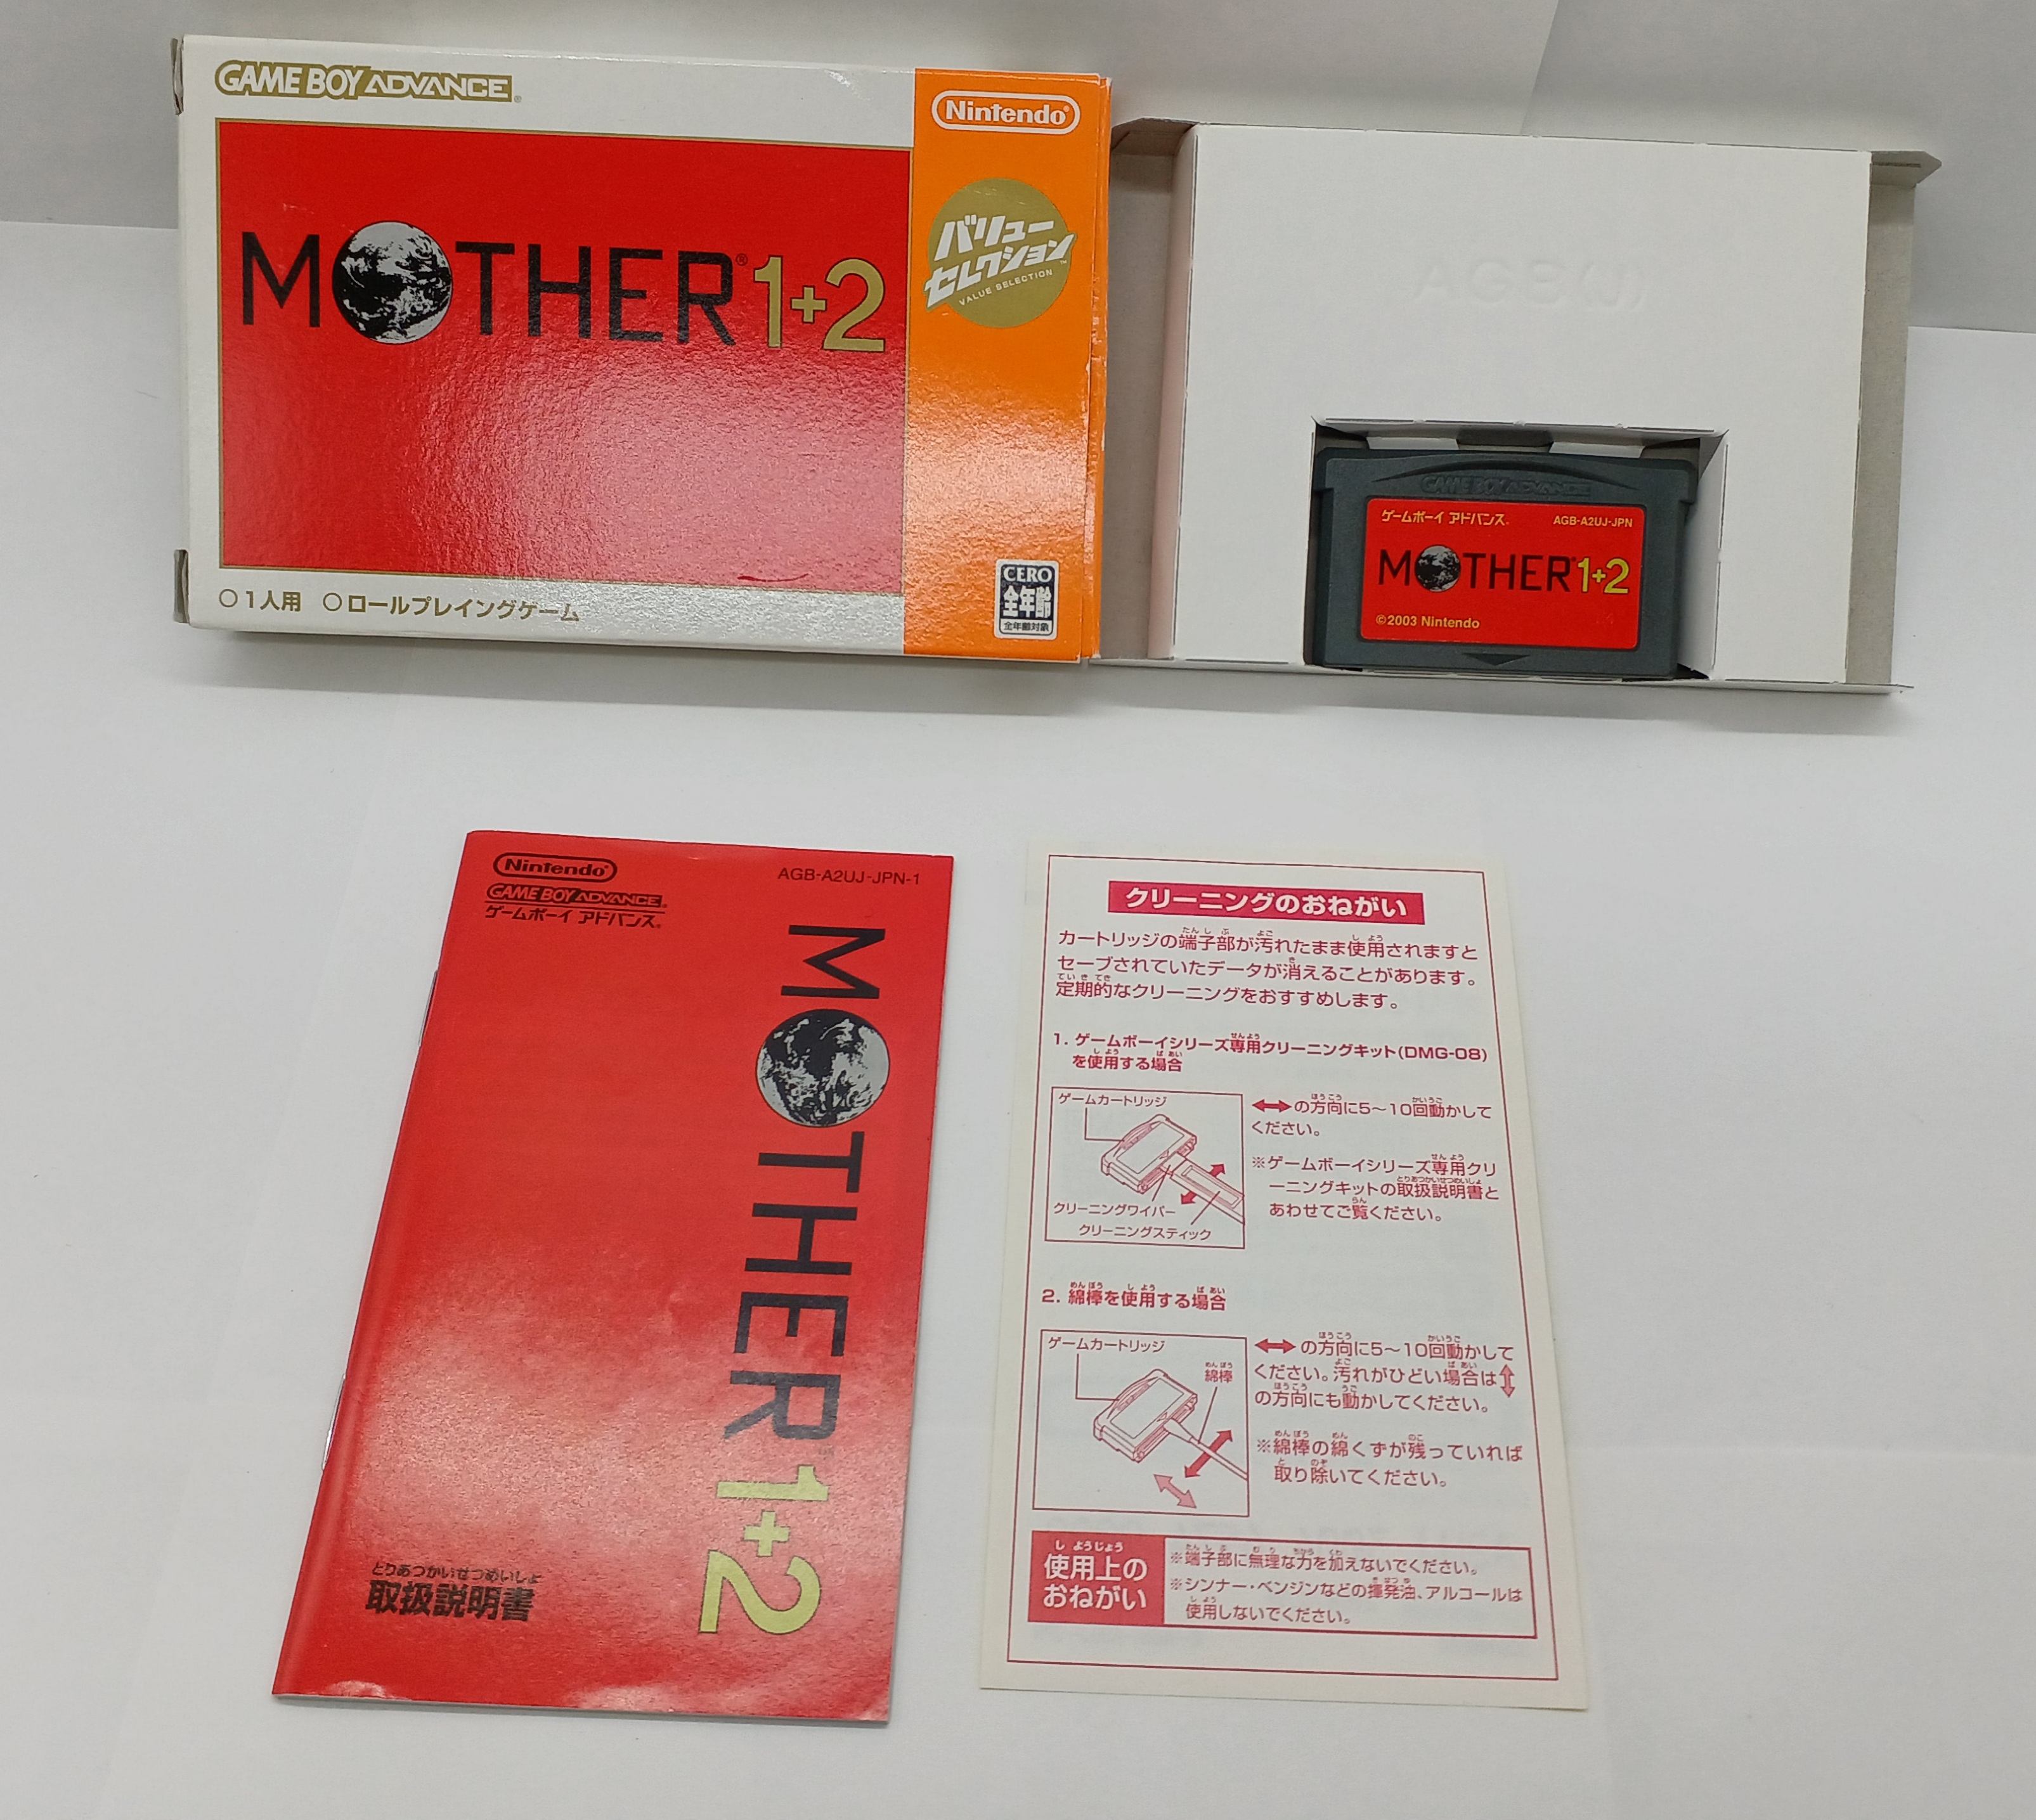 GAME BOY ADVANCE
Nintendo®
MOTHER®1+2
バリュー
セレクション™
VALUE SELECTION
CERO
全年齢
全年齢対象
○1人用 ○ロールプレイングゲーム
AGB(J)
GAME BOY ADVANCE
ゲームボーイ アドバンス®
AGB-A2UJ-JPN
MOTHER®1+2
©2003 Nintendo
Nintendo®
GAME BOY ADVANCE®
ゲームボーイ アドバンス®
AGB-A2UJ-JPN-1
MOTHER1+2
とりあつかいせつめいしょ
取扱説明書
クリーニングのおねがい
カートリッジの端子部が汚れたまま使用されますと
セーブされていたデータが消えることがあります。
定期的なクリーニングをおすすめします。
1. ゲームボーイシリーズ専用クリーニングキット(DMG-08)
を使用する場合
ゲームカートリッジ
クリーニングワイパー
クリーニングスティック
↔の方向に5〜10回動かして
ください。
※ゲームボーイシリーズ専用クリ
ーニングキットの取扱説明書と
あわせてご覧ください。
2. 綿棒を使用する場合
ゲームカートリッジ
綿棒
↔の方向に5〜10回動かして
ください。汚れがひどい場合は⇕
の方向にも動かしてください。
※綿棒の綿くずが残っていれば
取り除いてください。
使用上の
おねがい
※端子部に無理な力を加えないでください。
※シンナー・ベンジンなどの揮発油、アルコールは
使用しないでください。